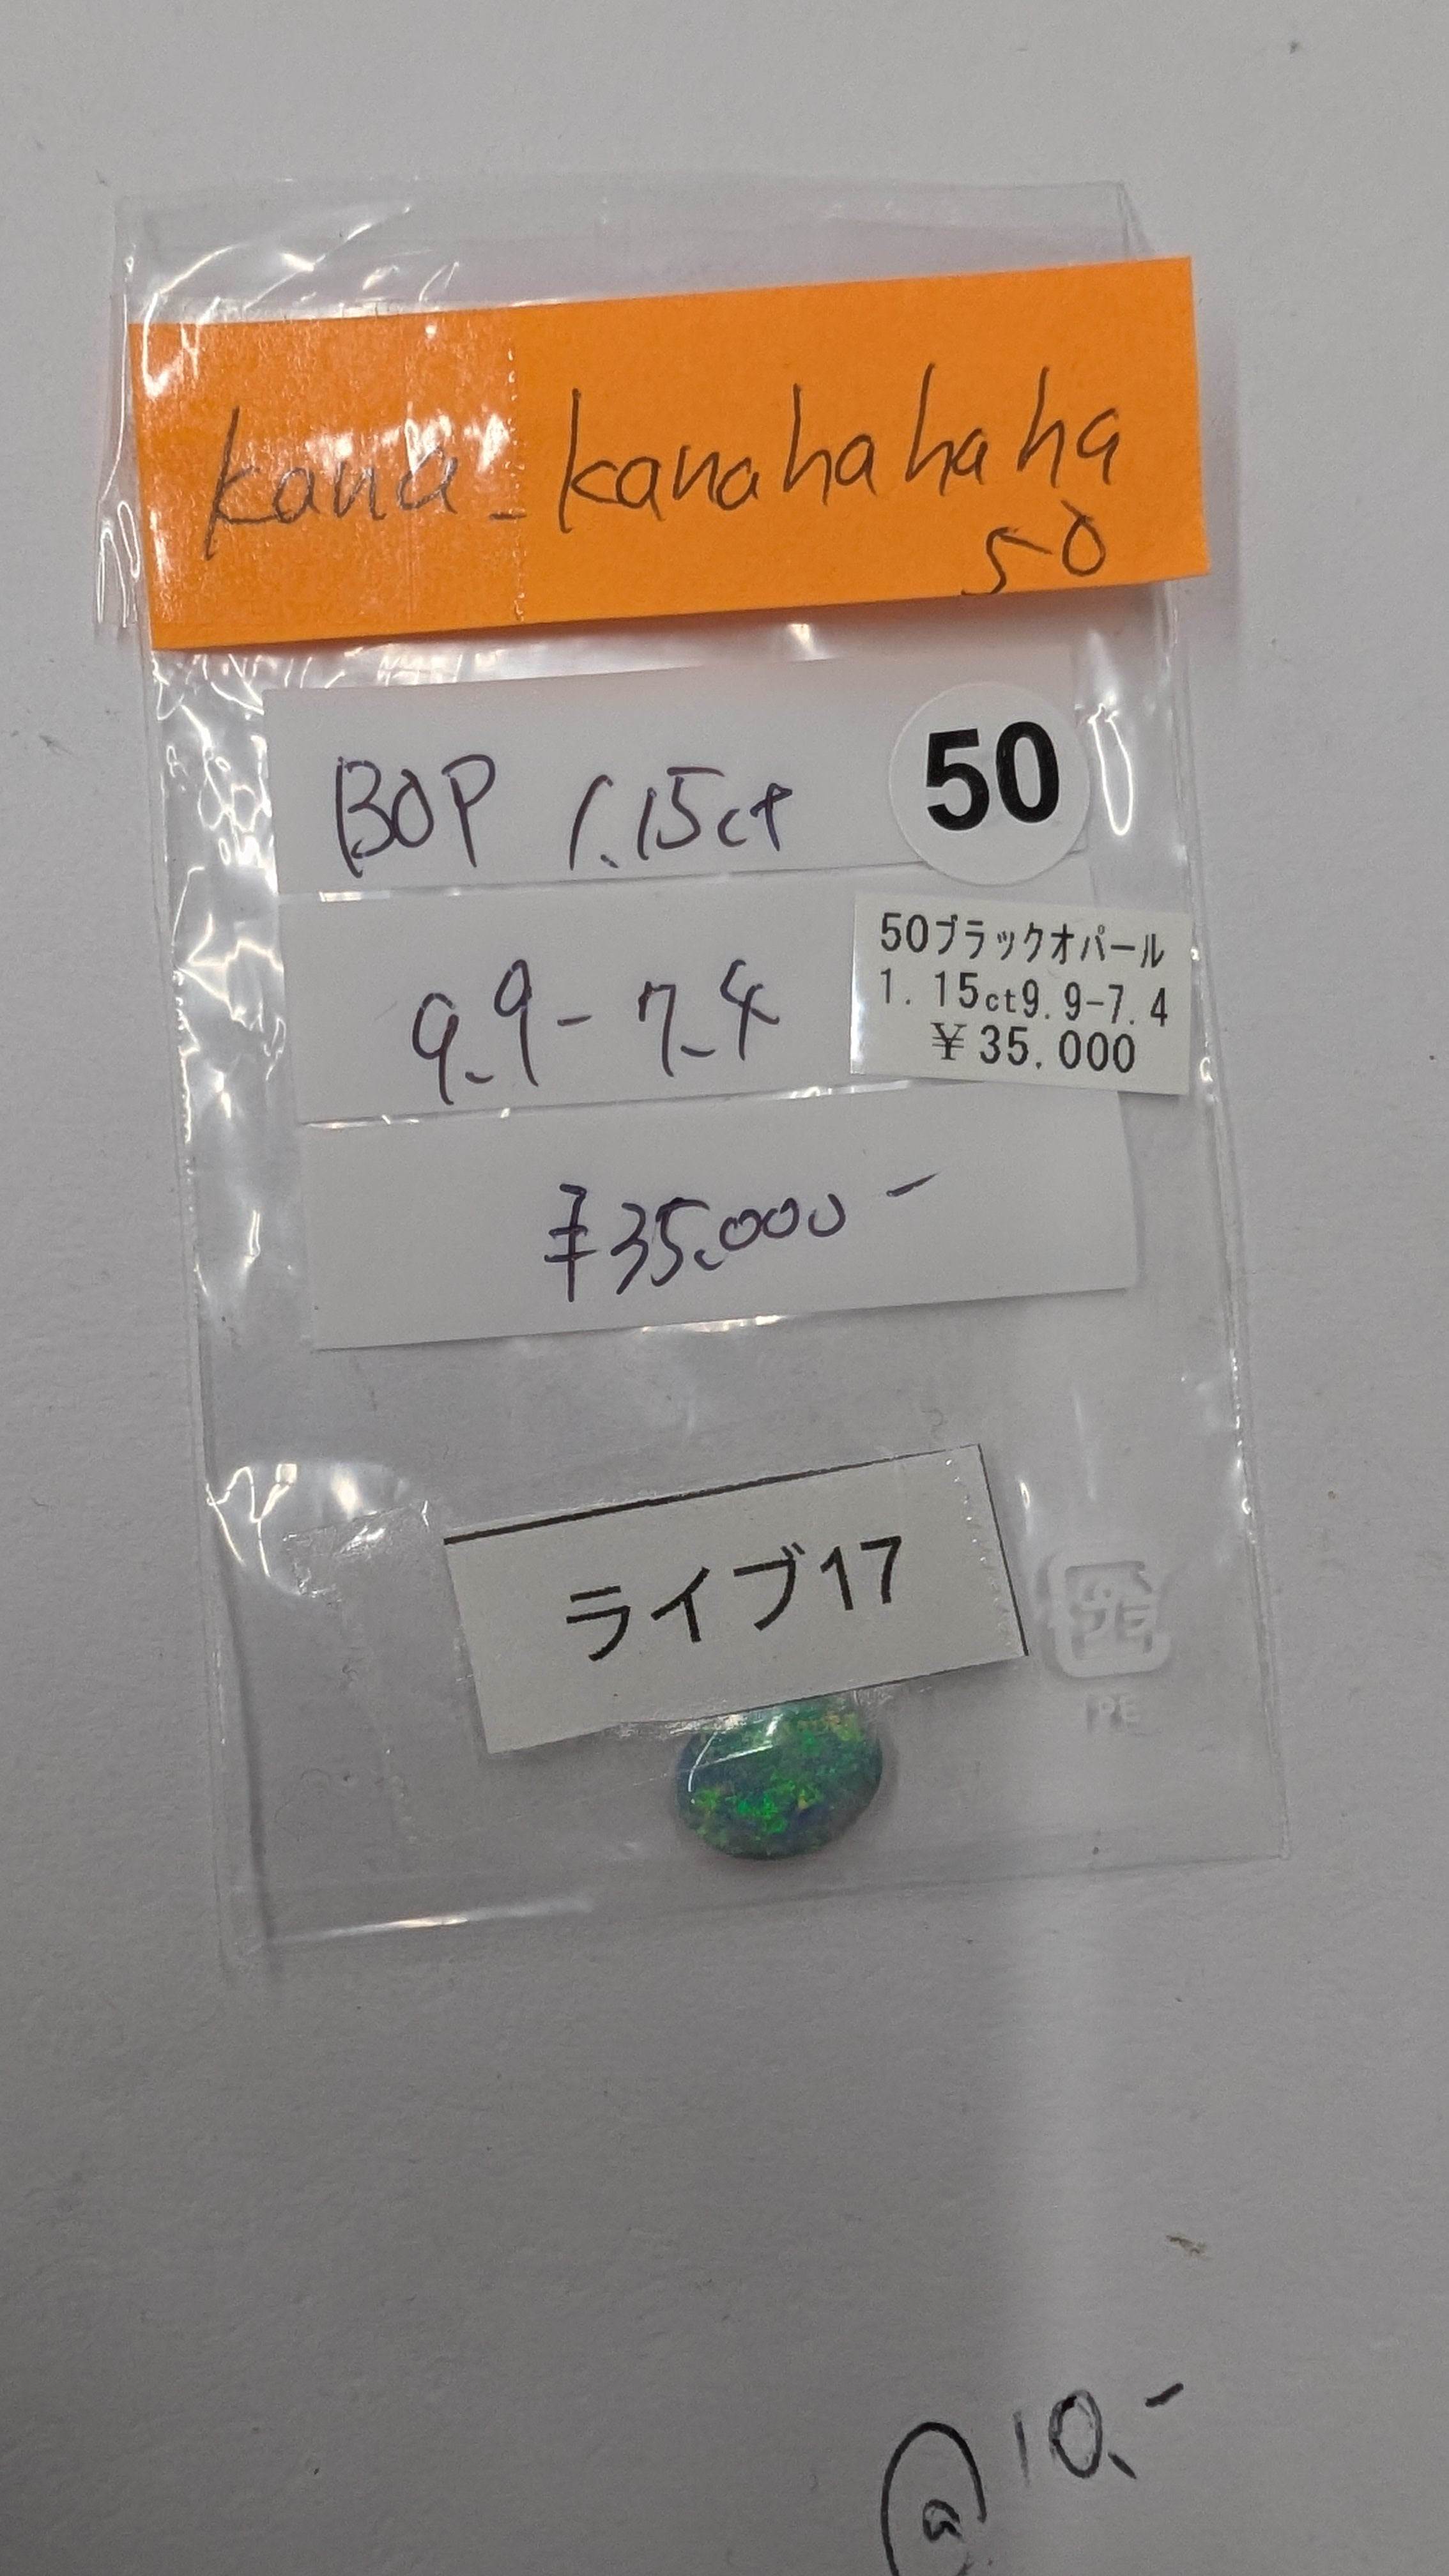 kana_kanahahaha
50
BOP 1.15ct
50
9.9-7.4
50ブラックオパール
1.15ct9.9-7.4
¥35.000
¥35.000-
ライブ17
PE
@10.-